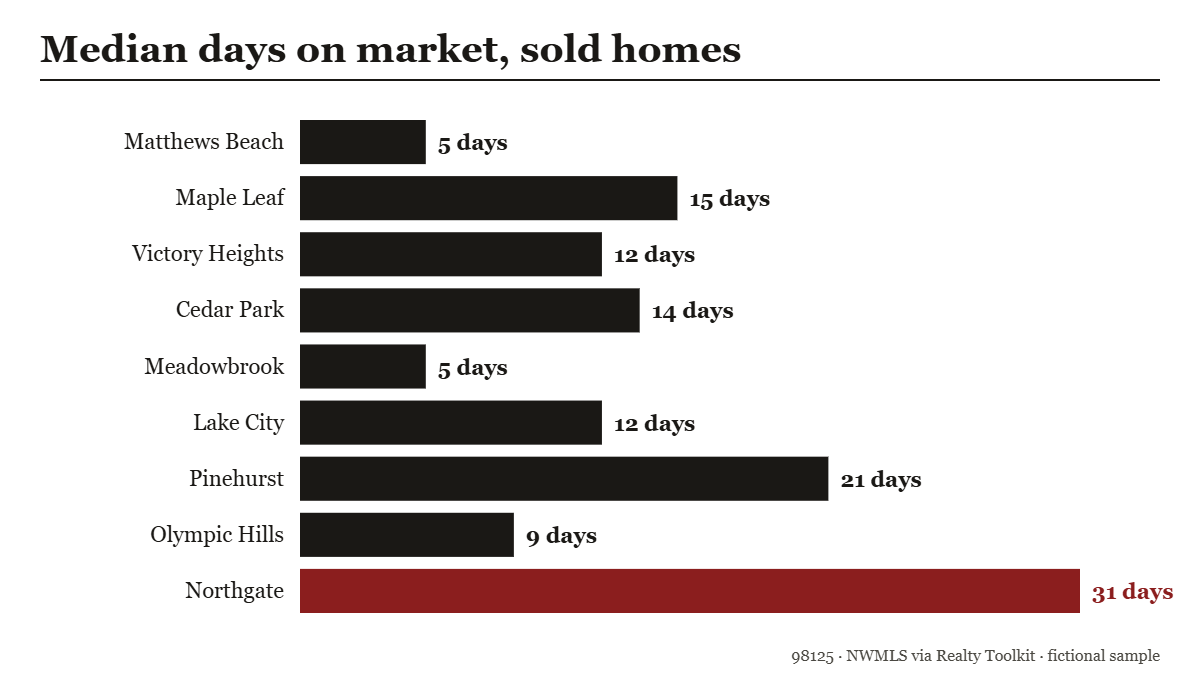 Median days on market, sold homes
Matthews Beach 5 days
Maple Leaf 15 days
Victory Heights 12 days
Cedar Park 14 days
Meadowbrook 5 days
Lake City 12 days
Pinehurst 21 days
Olympic Hills 9 days
Northgate 31 days
98125 · NWMLS via Realty Toolkit · fictional sample